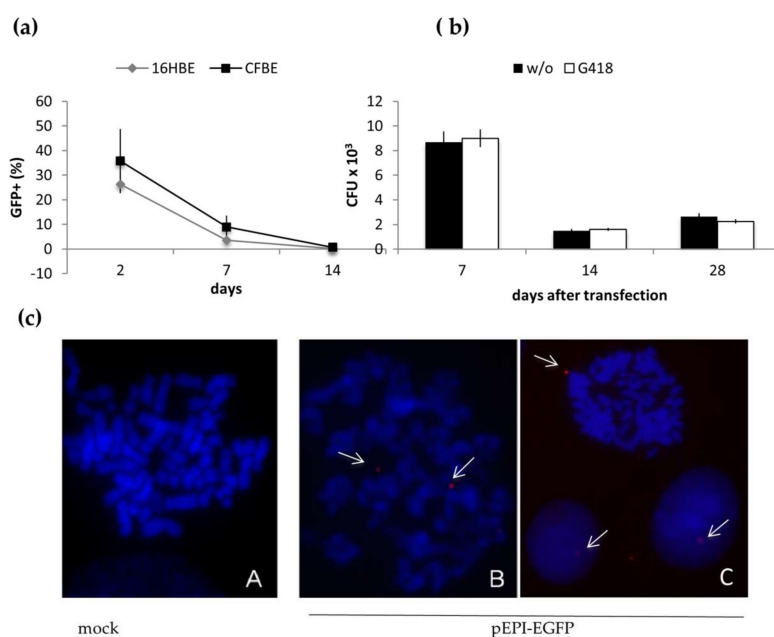 (a)
( b)
16HBE CFBE
w/o G418
GFP+ (%)
60
50
40
30
20
10
0
-10
2 7 14
days
CFU x 10³
12
10
8
6
4
2
0
7 14 28
days after transfection
(c)
A
B
C
mock
pEPI-EGFP